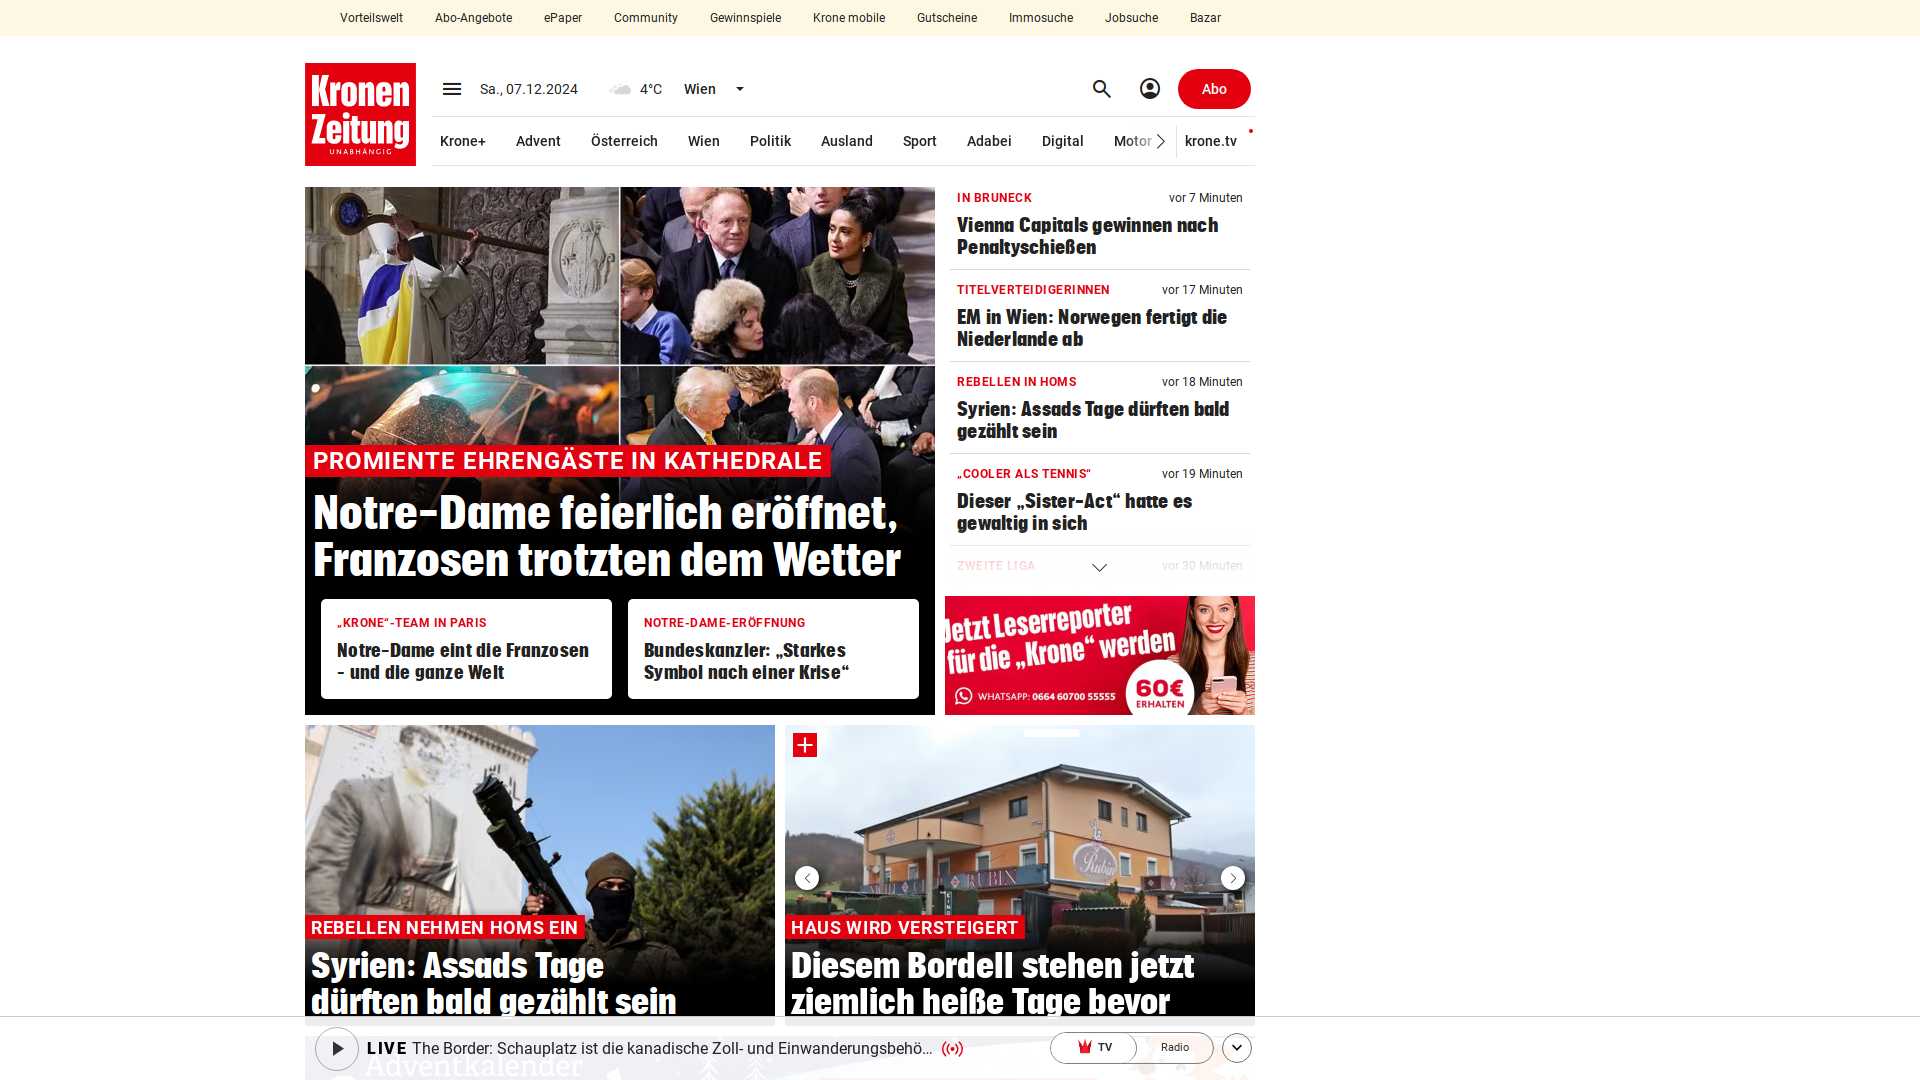 Vorteilswelt Abo-Angebote ePaper Community Gewinnspiele Krone mobile Gutscheine Immosuche Jobsuche Bazar
Kronen
Zeitung
UNABHÄNGIG
Sa., 07.12.2024 4°C Wien Abo
Krone+ Advent Österreich Wien Politik Ausland Sport Adabei Digital Motor krone.tv
PROMIENTE EHRENGÄSTE IN KATHEDRALE
Notre-Dame feierlich eröffnet,
Franzosen trotzten dem Wetter
„KRONE“-TEAM IN PARIS
Notre-Dame eint die Franzosen
- und die ganze Welt
NOTRE-DAME-ERÖFFNUNG
Bundeskanzler: „Starkes
Symbol nach einer Krise“
IN BRUNECK vor 7 Minuten
Vienna Capitals gewinnen nach
Penaltyschießen
TITELVERTEIDIGERINNEN vor 17 Minuten
EM in Wien: Norwegen fertigt die
Niederlande ab
REBELLEN IN HOMS vor 18 Minuten
Syrien: Assads Tage dürften bald
gezählt sein
„COOLER ALS TENNIS“ vor 19 Minuten
Dieser „Sister-Act“ hatte es
gewaltig in sich
ZWEITE LIGA vor 30 Minuten
Jetzt Leserreporter
für die „Krone“ werden
WHATSAPP: 0664 60700 55555
60€
ERHALTEN
REBELLEN NEHMEN HOMS EIN
Syrien: Assads Tage
dürften bald gezählt sein
Rubin
RUBIN
HAUS WIRD VERSTEIGERT
Diesem Bordell stehen jetzt
ziemlich heiße Tage bevor
LIVE The Border: Schauplatz ist die kanadische Zoll- und Einwanderungsbehö... TV Radio
Adventkalender